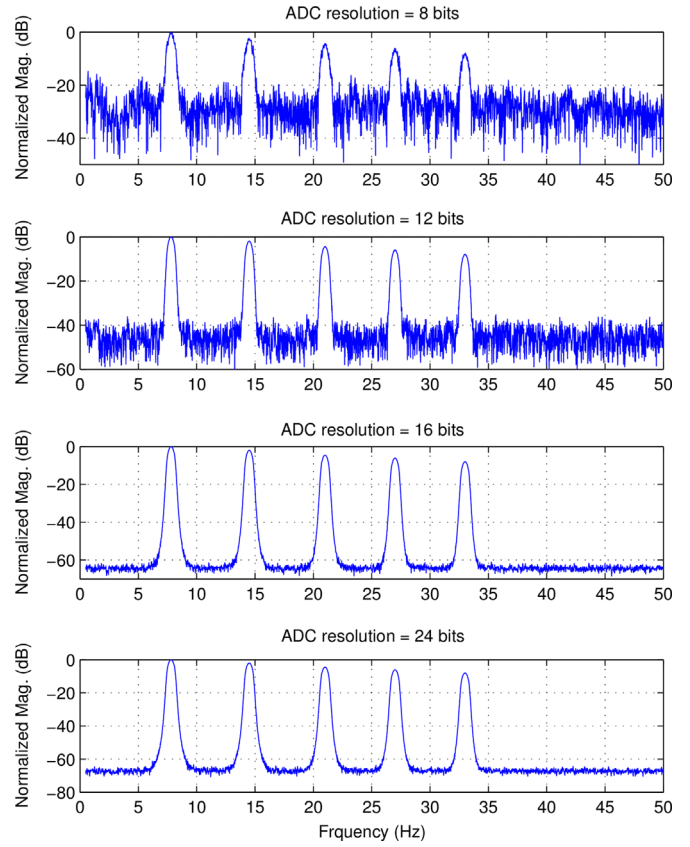 ADC resolution = 8 bits
Normalized Mag. (dB)
0
−20
−40
0 5 10 15 20 25 30 35 40 45 50
ADC resolution = 12 bits
Normalized Mag. (dB)
0
−20
−40
−60
0 5 10 15 20 25 30 35 40 45 50
ADC resolution = 16 bits
Normalized Mag. (dB)
0
−20
−40
−60
0 5 10 15 20 25 30 35 40 45 50
ADC resolution = 24 bits
Normalized Mag. (dB)
0
−20
−40
−60
−80
0 5 10 15 20 25 30 35 40 45 50
Frquency (Hz)